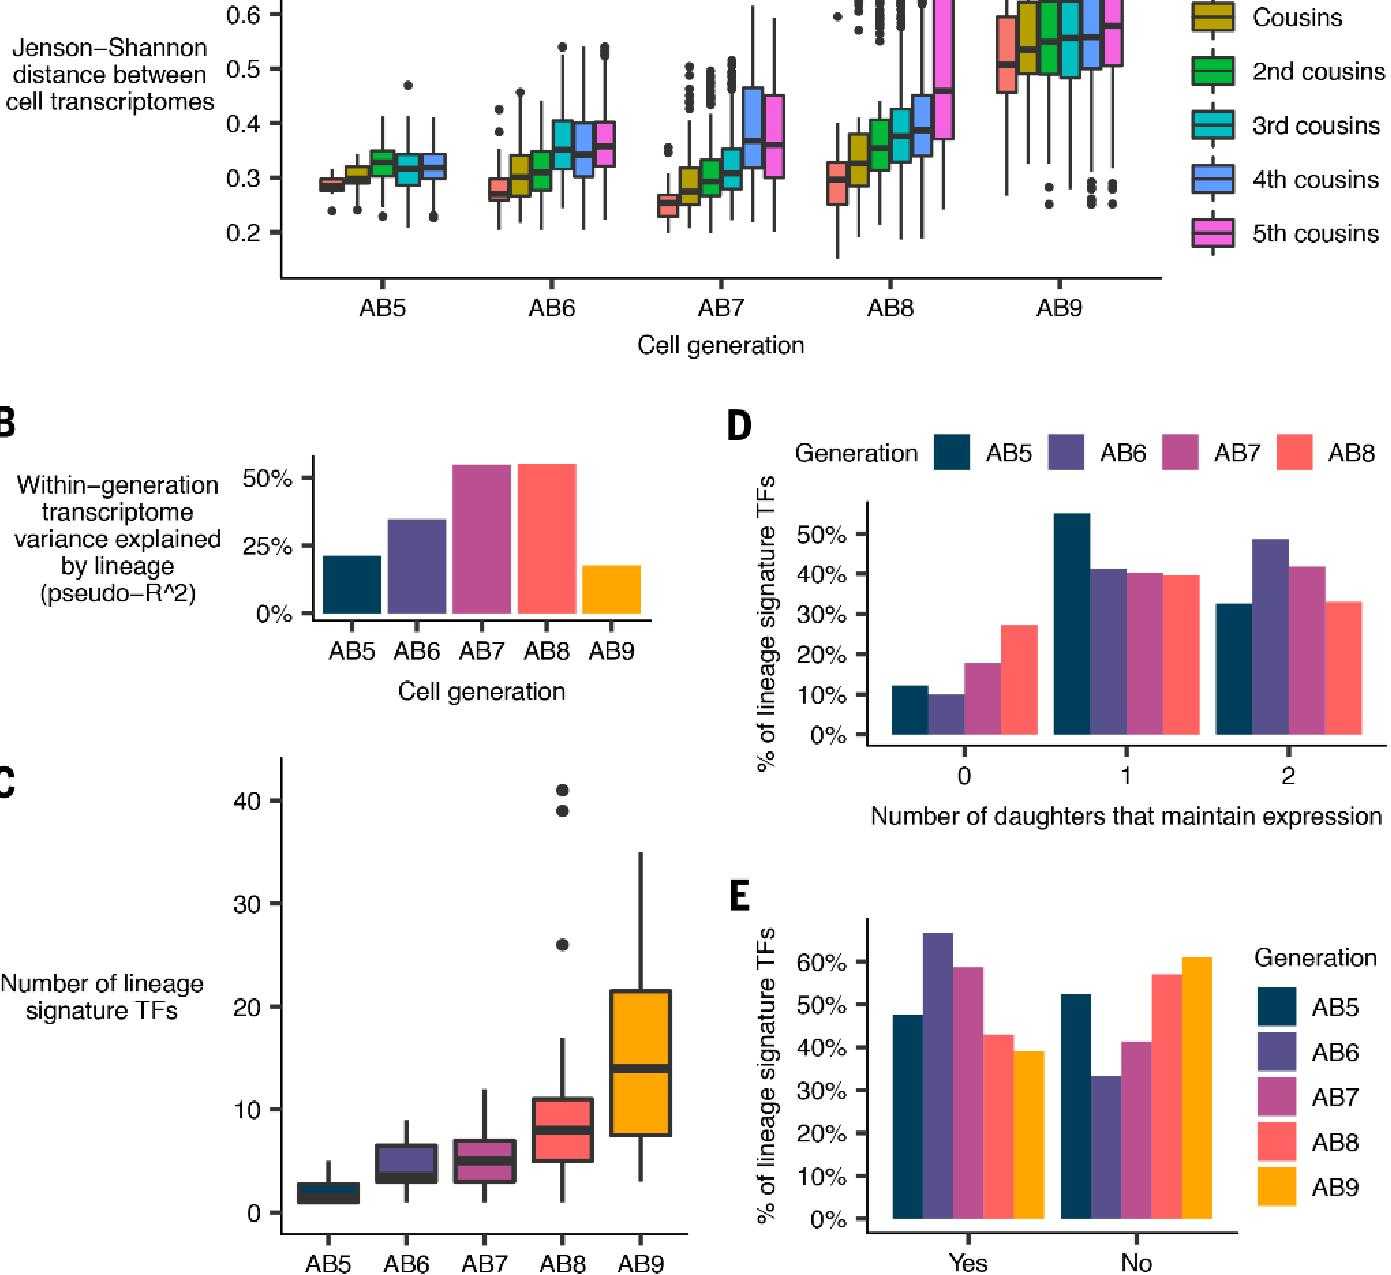 0.6
0.5
0.4
0.3
0.2
Jenson–Shannon
distance between
cell transcriptomes
AB5 AB6 AB7 AB8 AB9
Cell generation
Cousins
2nd cousins
3rd cousins
4th cousins
5th cousins
B
Within–generation
transcriptome
variance explained
by lineage
(pseudo–R^2)
50%
25%
0%
AB5 AB6 AB7 AB8 AB9
Cell generation
C
Number of lineage
signature TFs
40
30
20
10
0
AB5 AB6 AB7 AB8 AB9
D
Generation AB5 AB6 AB7 AB8
% of lineage signature TFs
50%
40%
30%
20%
10%
0%
0 1 2
Number of daughters that maintain expression
E
% of lineage signature TFs
60%
50%
40%
30%
20%
10%
0%
Yes No
Generation
AB5
AB6
AB7
AB8
AB9